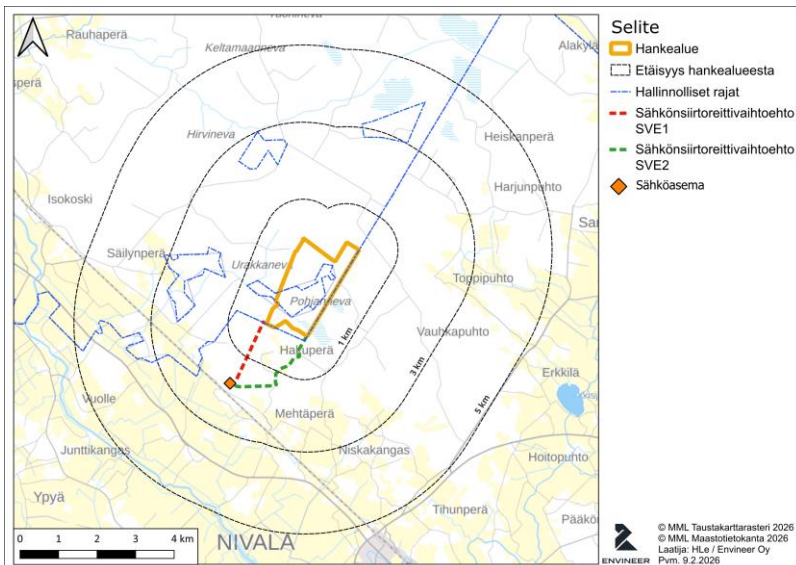 Rauhaperä
Keltamaanneva
Alakylä
Hirvineva
Heiskanperä
Isokoski
Harjunpuhto
Säilynperä
Urakkaneva
Toppipuhto
Pohjanneva
Vauhkapuhto
Hakuperä
1 km
3 km
5 km
Erkkilä
Vuolle
Mehtäperä
Junttikangas
Niskakangas
Hoitopuhto
Ypyä
Tihunperä
NIVALA
0 1 2 3 4 km
Selite
Hankealue
Etäisyys hankealueesta
Hallinnolliset rajat
Sähkönsiirtoreittivaihtoehto
SVE1
Sähkönsiirtoreittivaihtoehto
SVE2
Sähköasema
ENVINEER
© MML Taustakarttarasteri 2026
© MML Maastotietokanta 2026
Laatija: HLe / Envineer Oy
Pvm. 9.2.2026